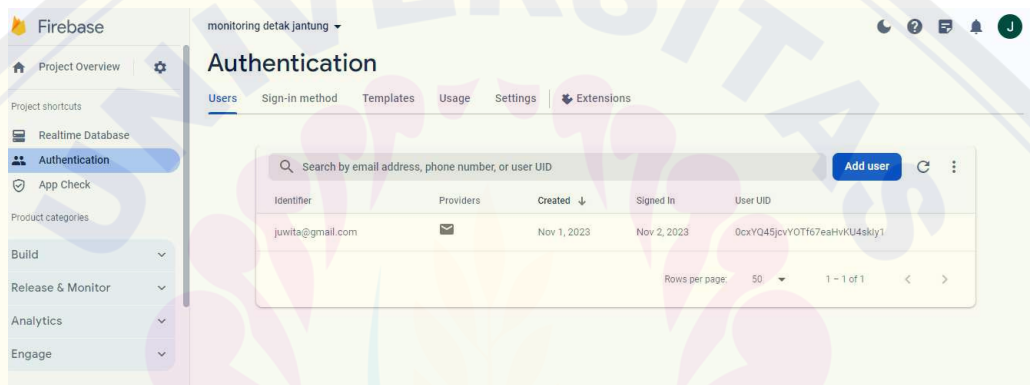 Firebase
monitoring detak jantung
J
Project Overview
Authentication
Users Sign-in method Templates Usage Settings Extensions
Project shortcuts
Realtime Database
Authentication
App Check
Product categories
Build
Release & Monitor
Analytics
Engage
Search by email address, phone number, or user UID
Add user
Identifier Providers Created Signed In User UID
juwita@gmail.com Nov 1, 2023 Nov 2, 2023 0cxYQ45jcvYOTf67eaHvKU4skIy1
Rows per page: 50 1 – 1 of 1
UNIVERSITAS